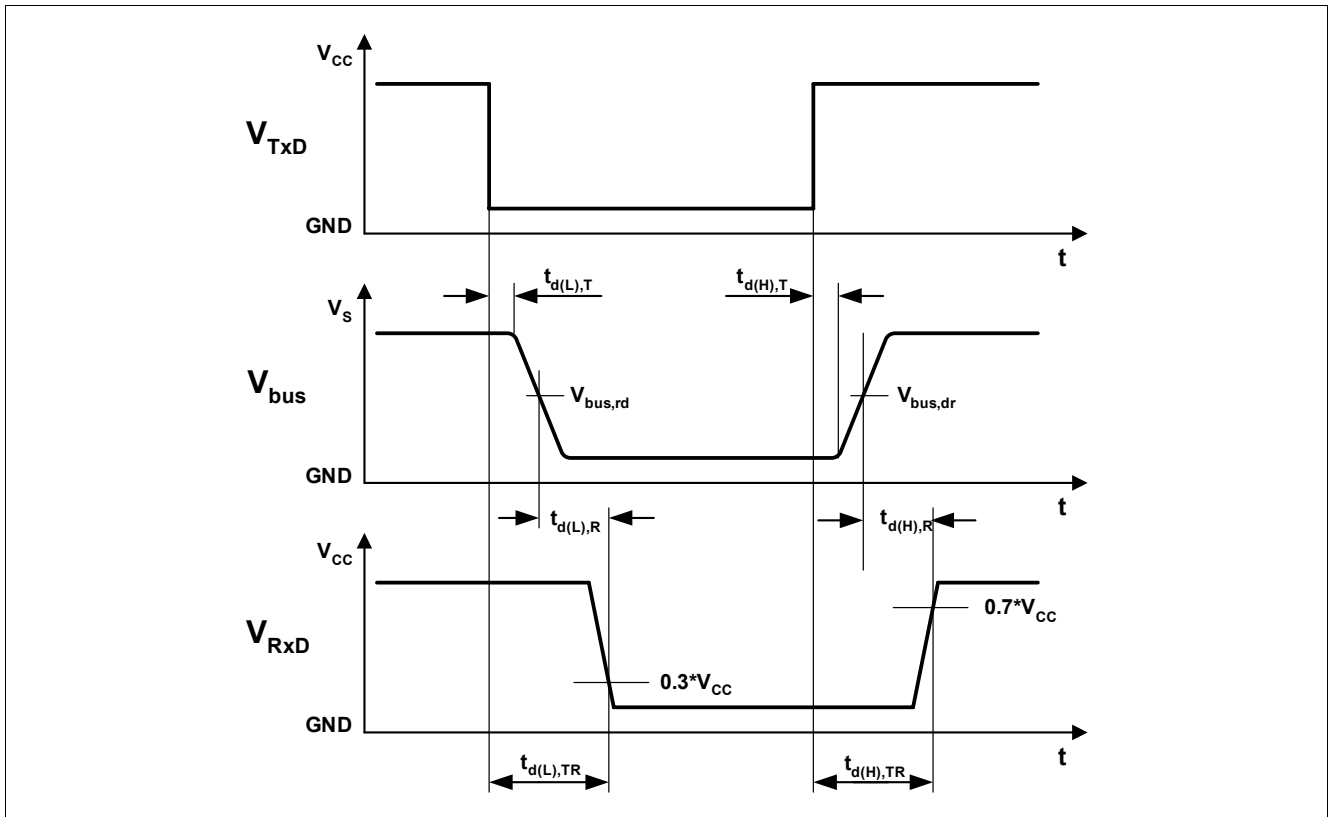 V_CC
V_TxD
GND
t
t_d(L),T
t_d(H),T
V_S
V_bus
V_bus,rd
V_bus,dr
GND
t
t_d(L),R
t_d(H),R
V_CC
V_RxD
0.7*V_CC
0.3*V_CC
GND
t
t_d(L),TR
t_d(H),TR